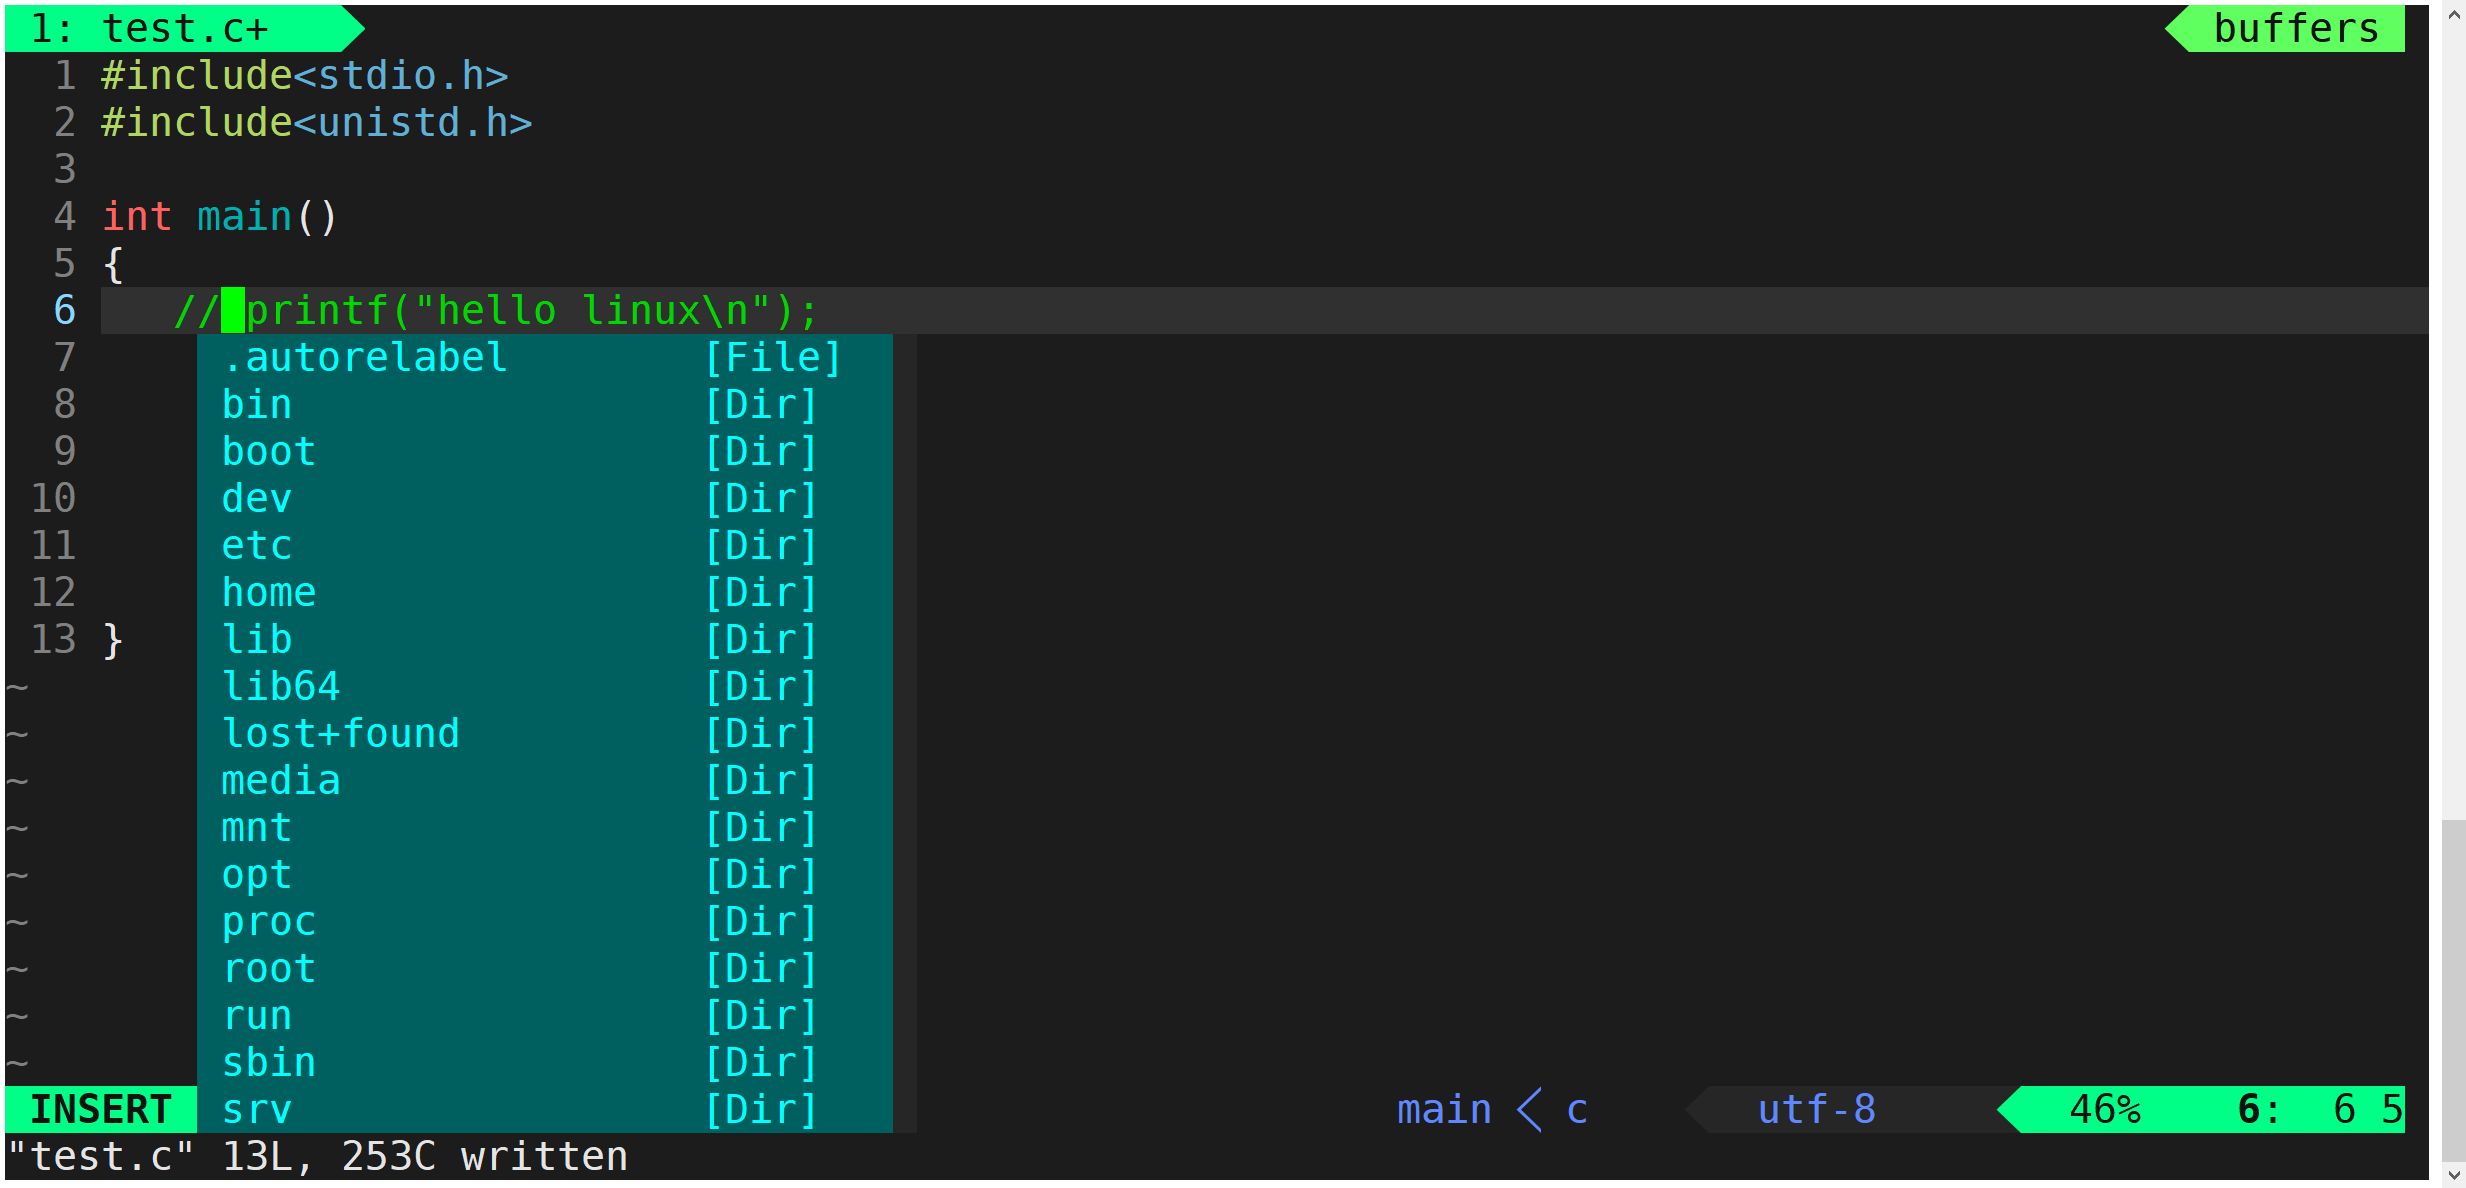 1: test.c+ buffers
1 #include<stdio.h>
2 #include<unistd.h>
3
4 int main()
5 {
6 // printf("hello linux\n");
7 .autorelabel [File]
8 bin [Dir]
9 boot [Dir]
10 dev [Dir]
11 etc [Dir]
12 home [Dir]
13 } lib [Dir]
~ lib64 [Dir]
~ lost+found [Dir]
~ media [Dir]
~ mnt [Dir]
~ opt [Dir]
~ proc [Dir]
~ root [Dir]
~ run [Dir]
~ sbin [Dir]
INSERT srv [Dir] main < c utf-8 46% 6: 6 5
"test.c" 13L, 253C written